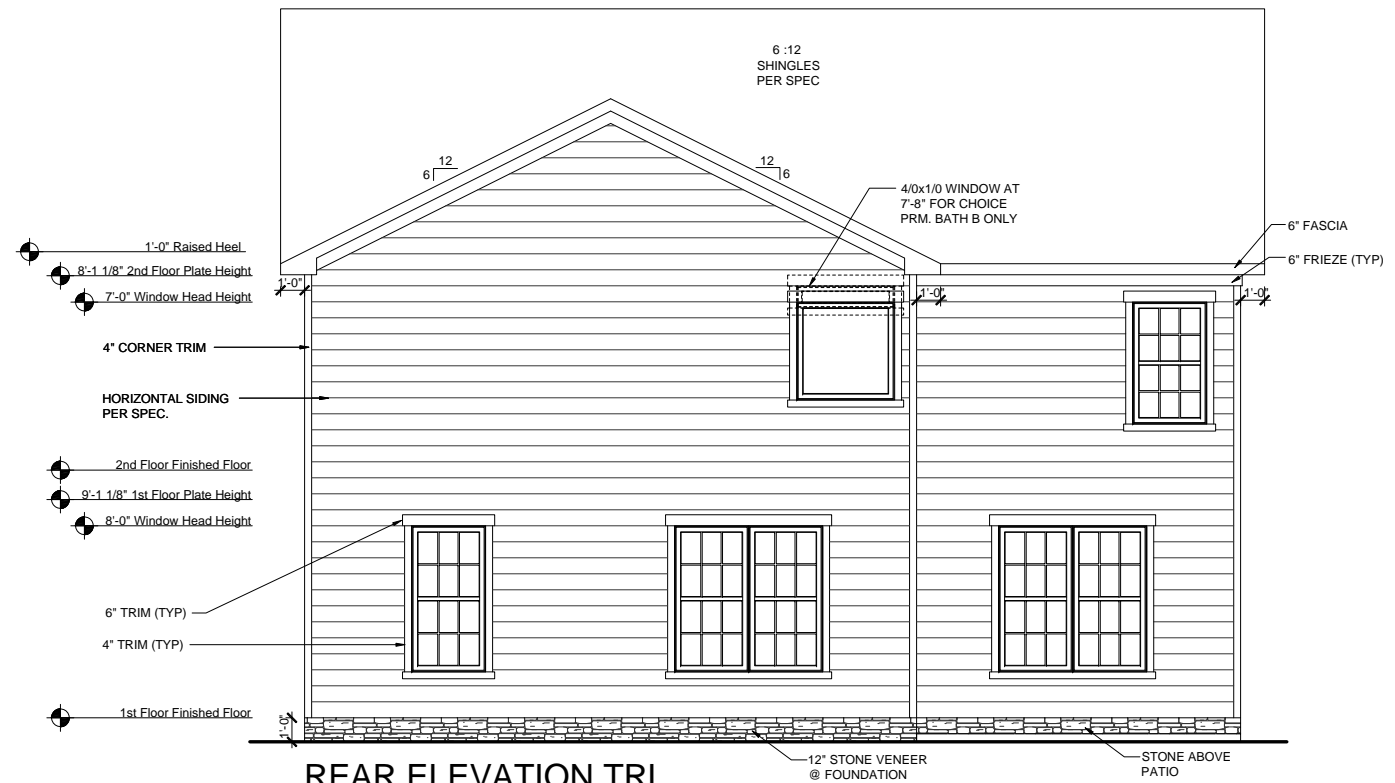 6 :12
SHINGLES
PER SPEC
12
6
12
6
4/0x1/0 WINDOW AT
7'-8" FOR CHOICE
PRM. BATH B ONLY
6" FASCIA
6" FRIEZE (TYP)
1'-0" Raised Heel
8'-1 1/8" 2nd Floor Plate Height
7'-0" Window Head Height
1'-0"
1'-0"
1'-0"
4" CORNER TRIM
HORIZONTAL SIDING
PER SPEC.
2nd Floor Finished Floor
9'-1 1/8" 1st Floor Plate Height
8'-0" Window Head Height
6" TRIM (TYP)
4" TRIM (TYP)
1st Floor Finished Floor
1'-0"
12" STONE VENEER
@ FOUNDATION
STONE ABOVE
PATIO
REAR ELEVATION TRI